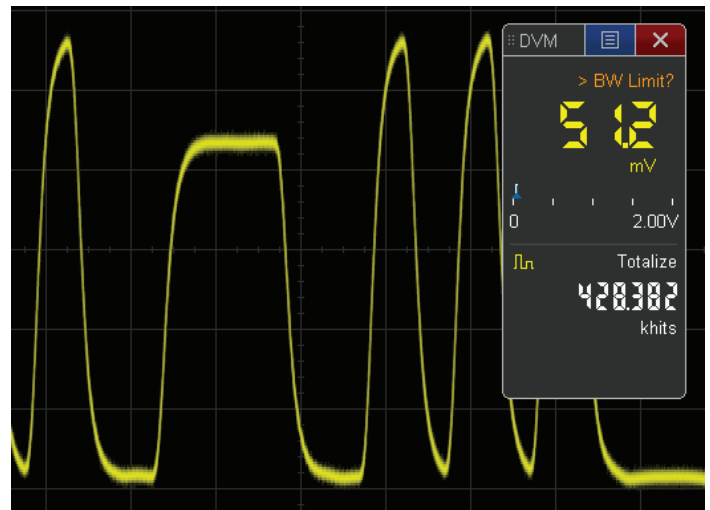 DVM
> BW Limit?
51.2
mV
0 2.00V
Totalize
428.382
khits